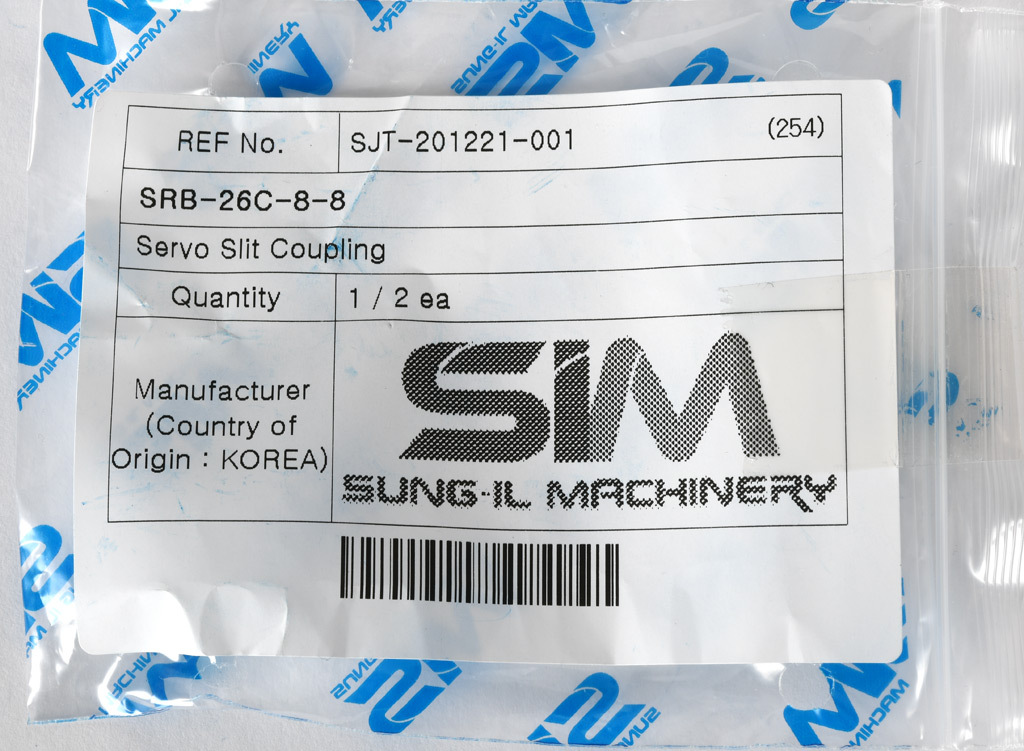 REF No. SJT-201221-001 (254)
SRB-26C-8-8
Servo Slit Coupling
Quantity 1 / 2 ea
Manufacturer
(Country of
Origin : KOREA)
SIM
SUNG-IL MACHINERY